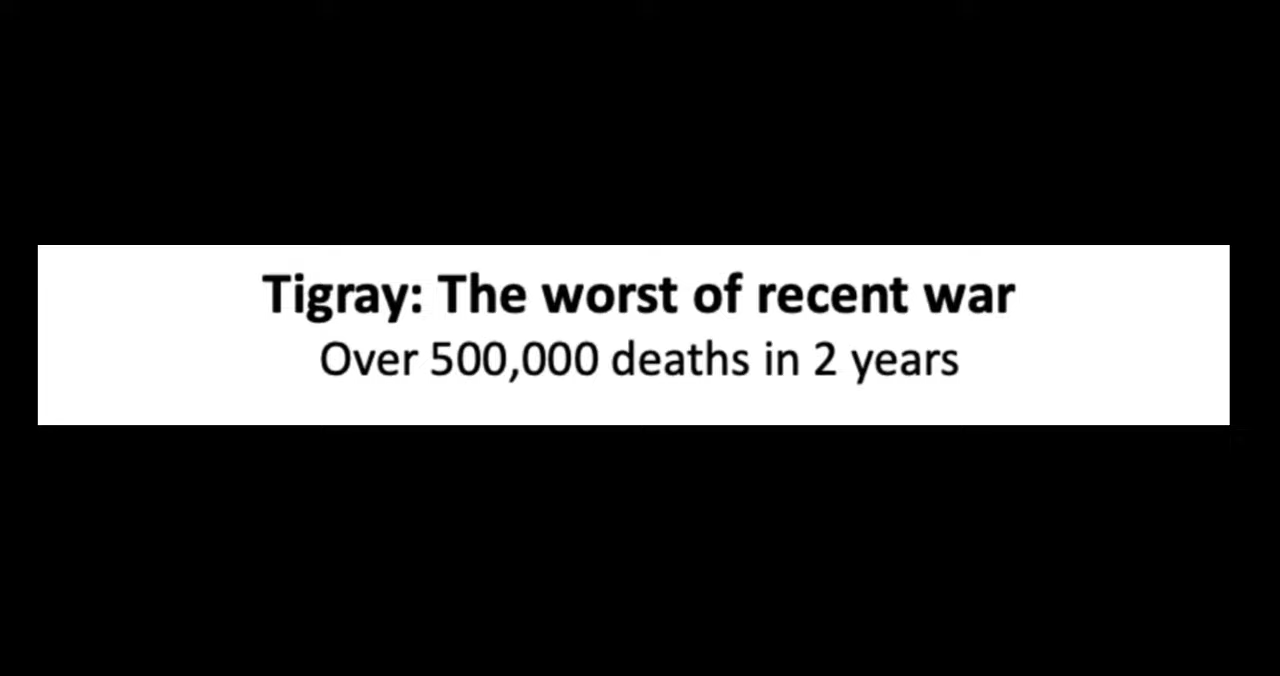 Tigray: The worst of recent war
Over 500,000 deaths in 2 years